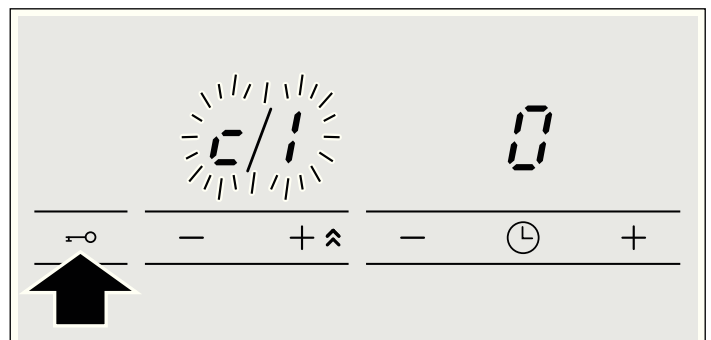 c/1 0
− + − +